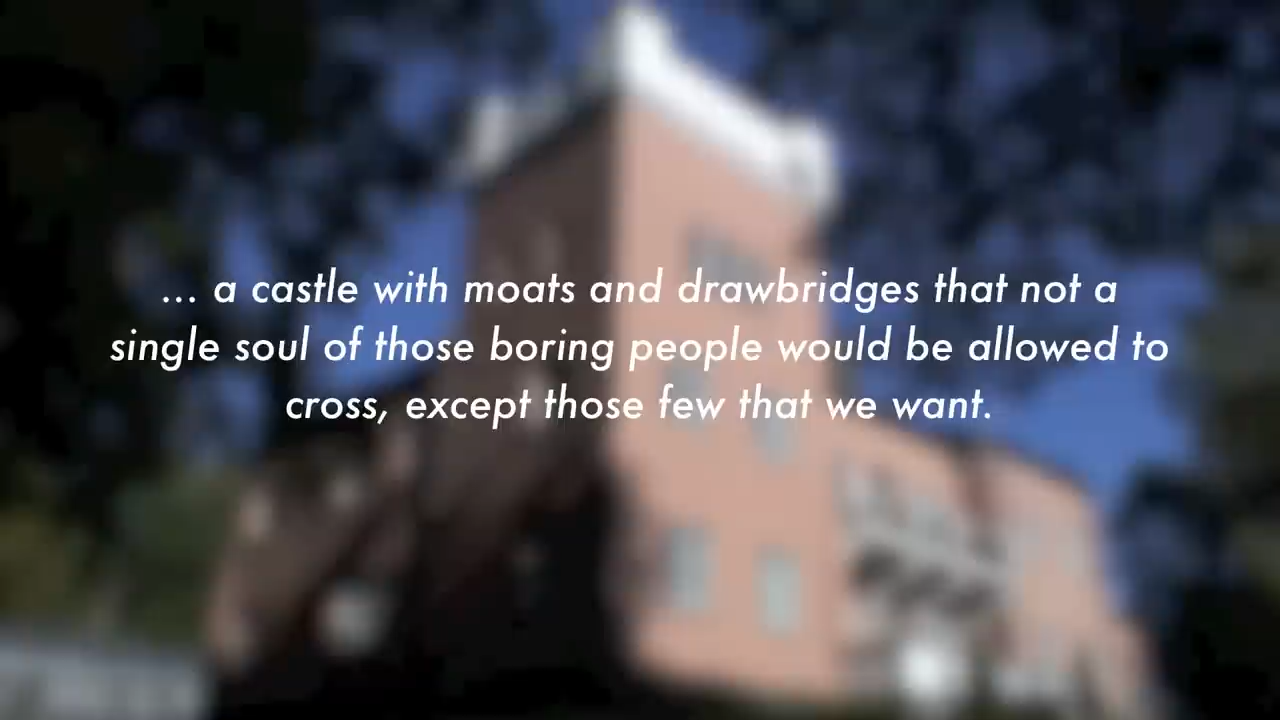 ... a castle with moats and drawbridges that not a
single soul of those boring people would be allowed to
cross, except those few that we want.